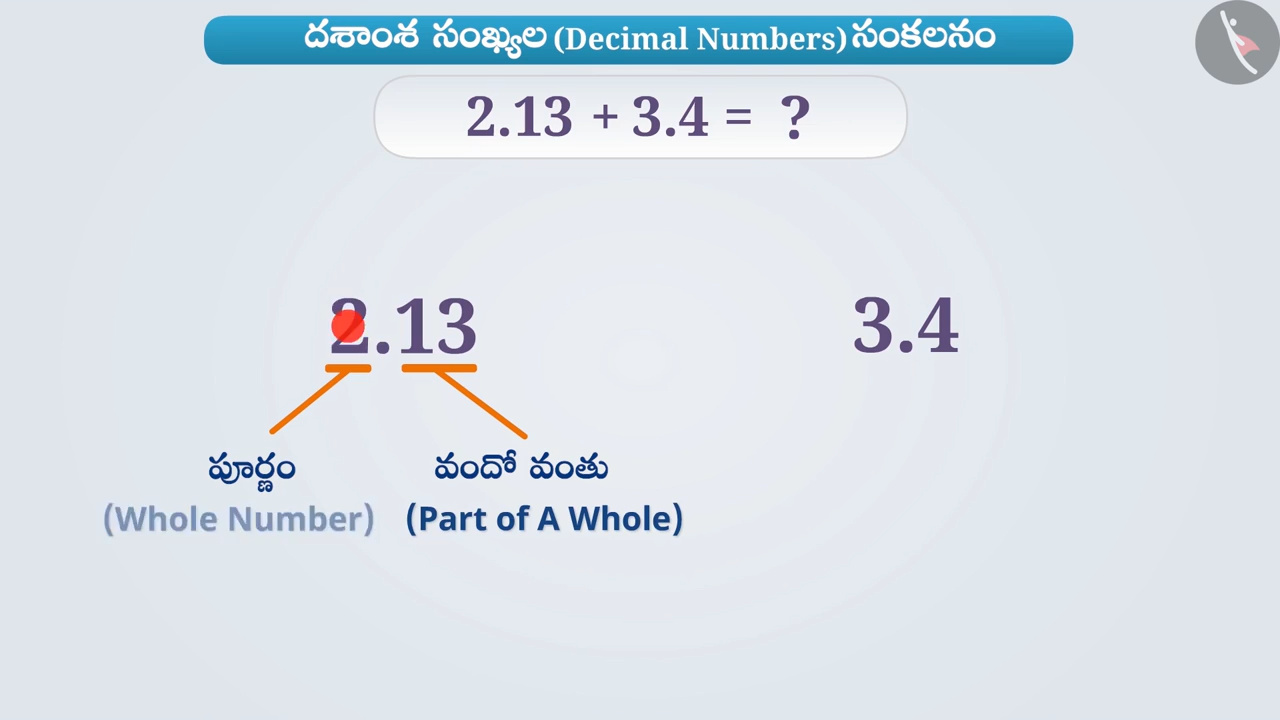 దశాంశ సంఖ్యల (Decimal Numbers) సంకలనం
2.13 + 3.4 = ?
2.13 3.4
పూర్ణం వందో వంతు
(Whole Number) (Part of A Whole)